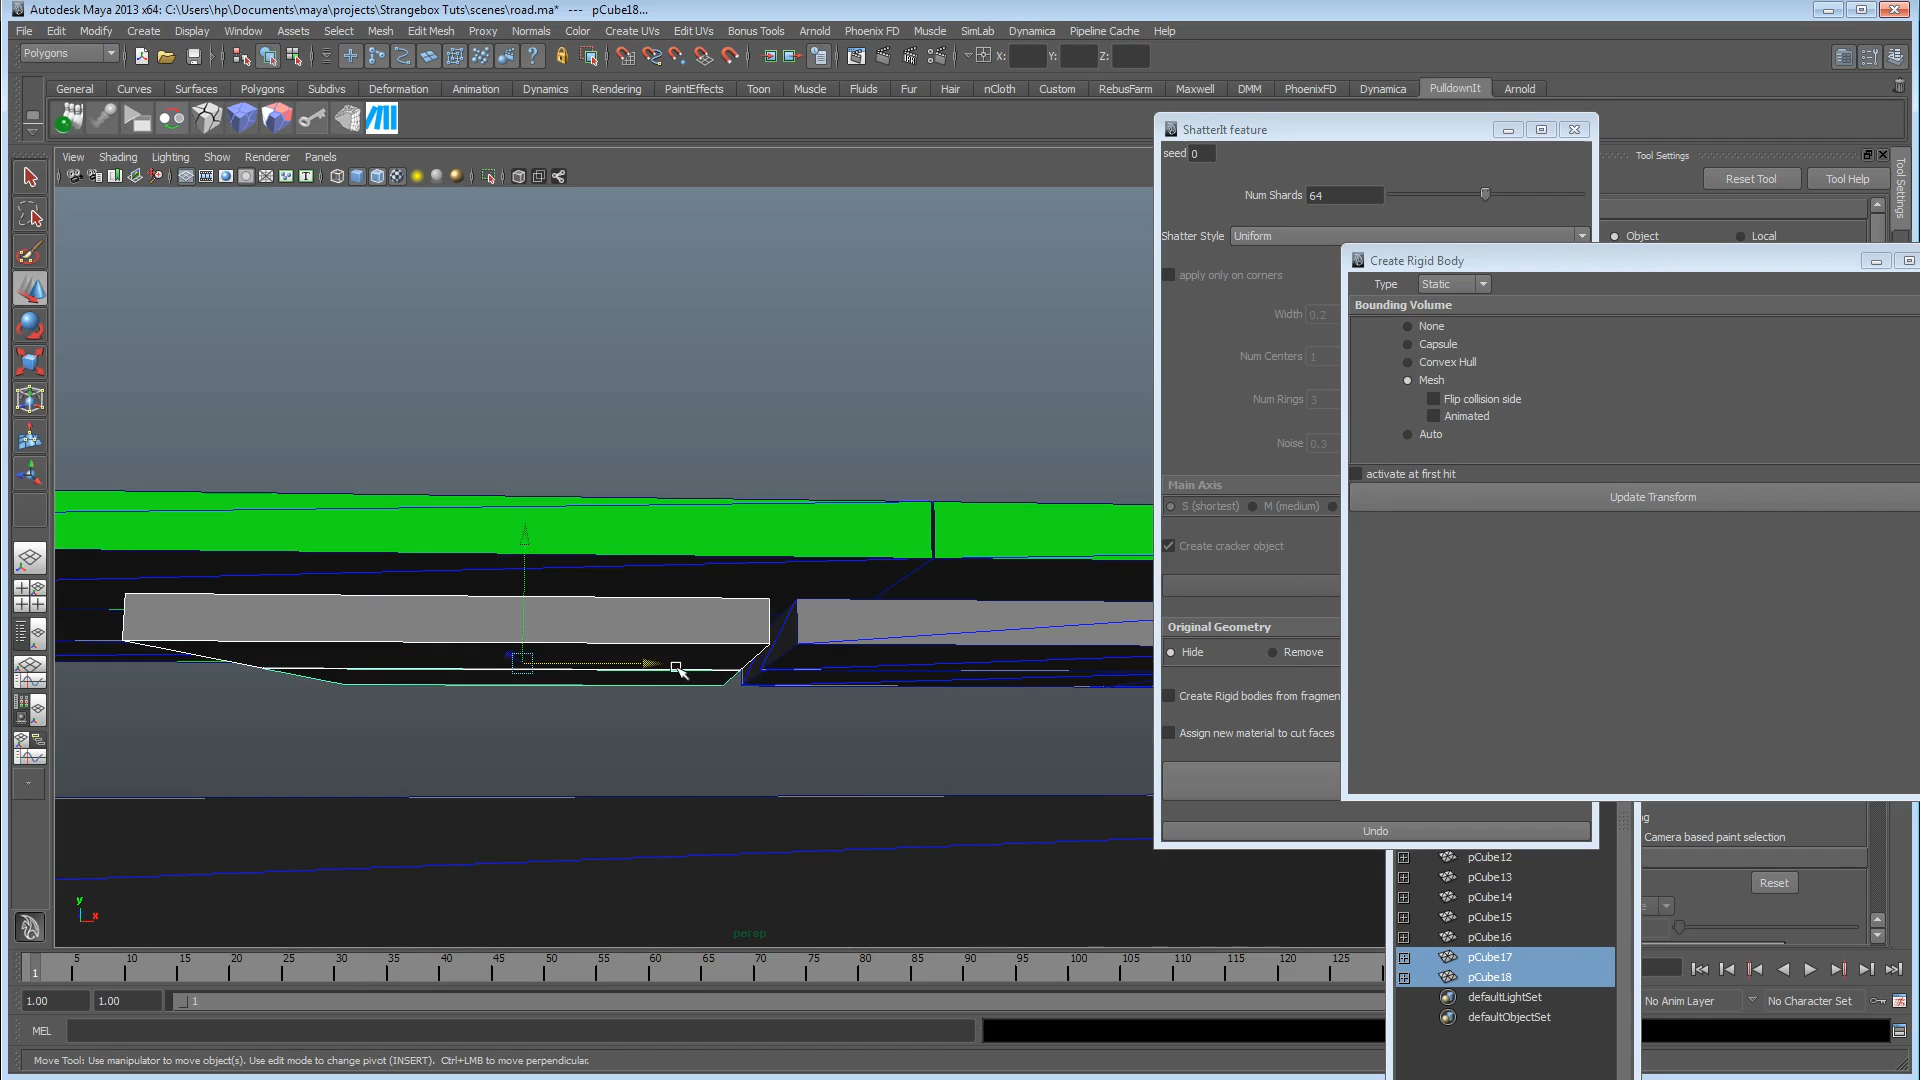 Autodesk Maya 2013 x64: C:\Users\hp\Documents\maya\projects\Strangebox Tuts\scenes\road.ma* --- pCube18...
File Edit Modify Create Display Window Assets Select Mesh Edit Mesh Proxy Normals Color Create UVs Edit UVs Bonus Tools Arnold Phoenix FD Muscle SimLab Dynamica Pipeline Cache Help
Polygons X: Y: Z:
General Curves Surfaces Polygons Subdivs Deformation Animation Dynamics Rendering PaintEffects Toon Muscle Fluids Fur Hair nCloth Custom RebusFarm Maxwell DMM PhoenixFD Dynamica PulldownIt Arnold
View Shading Lighting Show Renderer Panels
ShatterIt feature
seed 0
Num Shards 64
Shatter Style Uniform
apply only on corners
Width 0.2
Num Centers 1
Num Rings 3
Noise 0.3
Main Axis
S (shortest) M (medium)
Create cracker object
Original Geometry
Hide Remove
Create Rigid bodies from fragmen
Assign new material to cut faces
Undo
Create Rigid Body
Type Static
Bounding Volume
None
Capsule
Convex Hull
Mesh
Flip collision side
Animated
Auto
activate at first hit
Update Transform
Tool Settings
Reset Tool Tool Help
Object Local
Tool Settings
ng
Camera based paint selection
Reset
pCube12
pCube13
pCube14
pCube15
pCube16
pCube17
pCube18
defaultLightSet
defaultObjectSet
y
x
persp
1 5 10 15 20 25 30 35 40 45 50 55 60 65 70 75 80 85 90 95 100 105 110 115 120 125
1.00 1.00 1
No Anim Layer No Character Set
MEL
Move Tool: Use manipulator to move object(s). Use edit mode to change pivot (INSERT). Ctrl+LMB to move perpendicular.